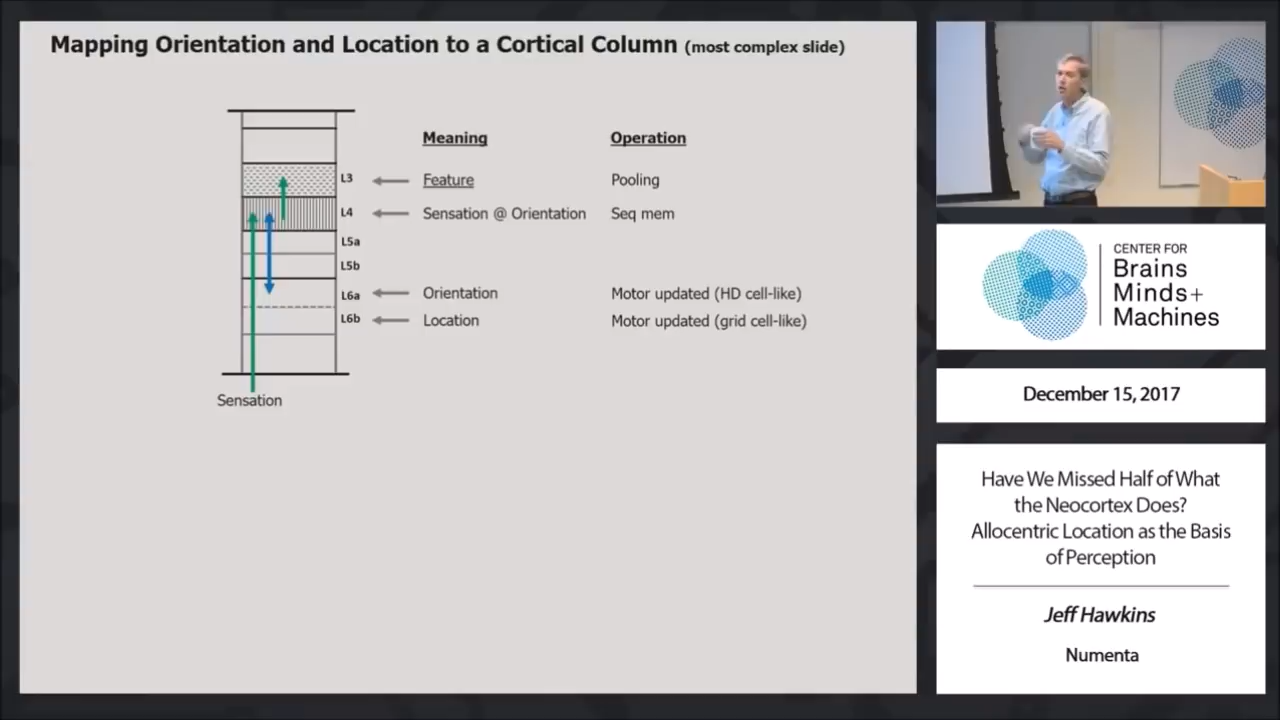 Mapping Orientation and Location to a Cortical Column (most complex slide)
Meaning Operation
L3 Feature Pooling
L4 Sensation @ Orientation Seq mem
L5a
L5b
L6a Orientation Motor updated (HD cell-like)
L6b Location Motor updated (grid cell-like)
Sensation
CENTER FOR
Brains
Minds+
Machines
December 15, 2017
Have We Missed Half of What
the Neocortex Does?
Allocentric Location as the Basis
of Perception
Jeff Hawkins
Numenta